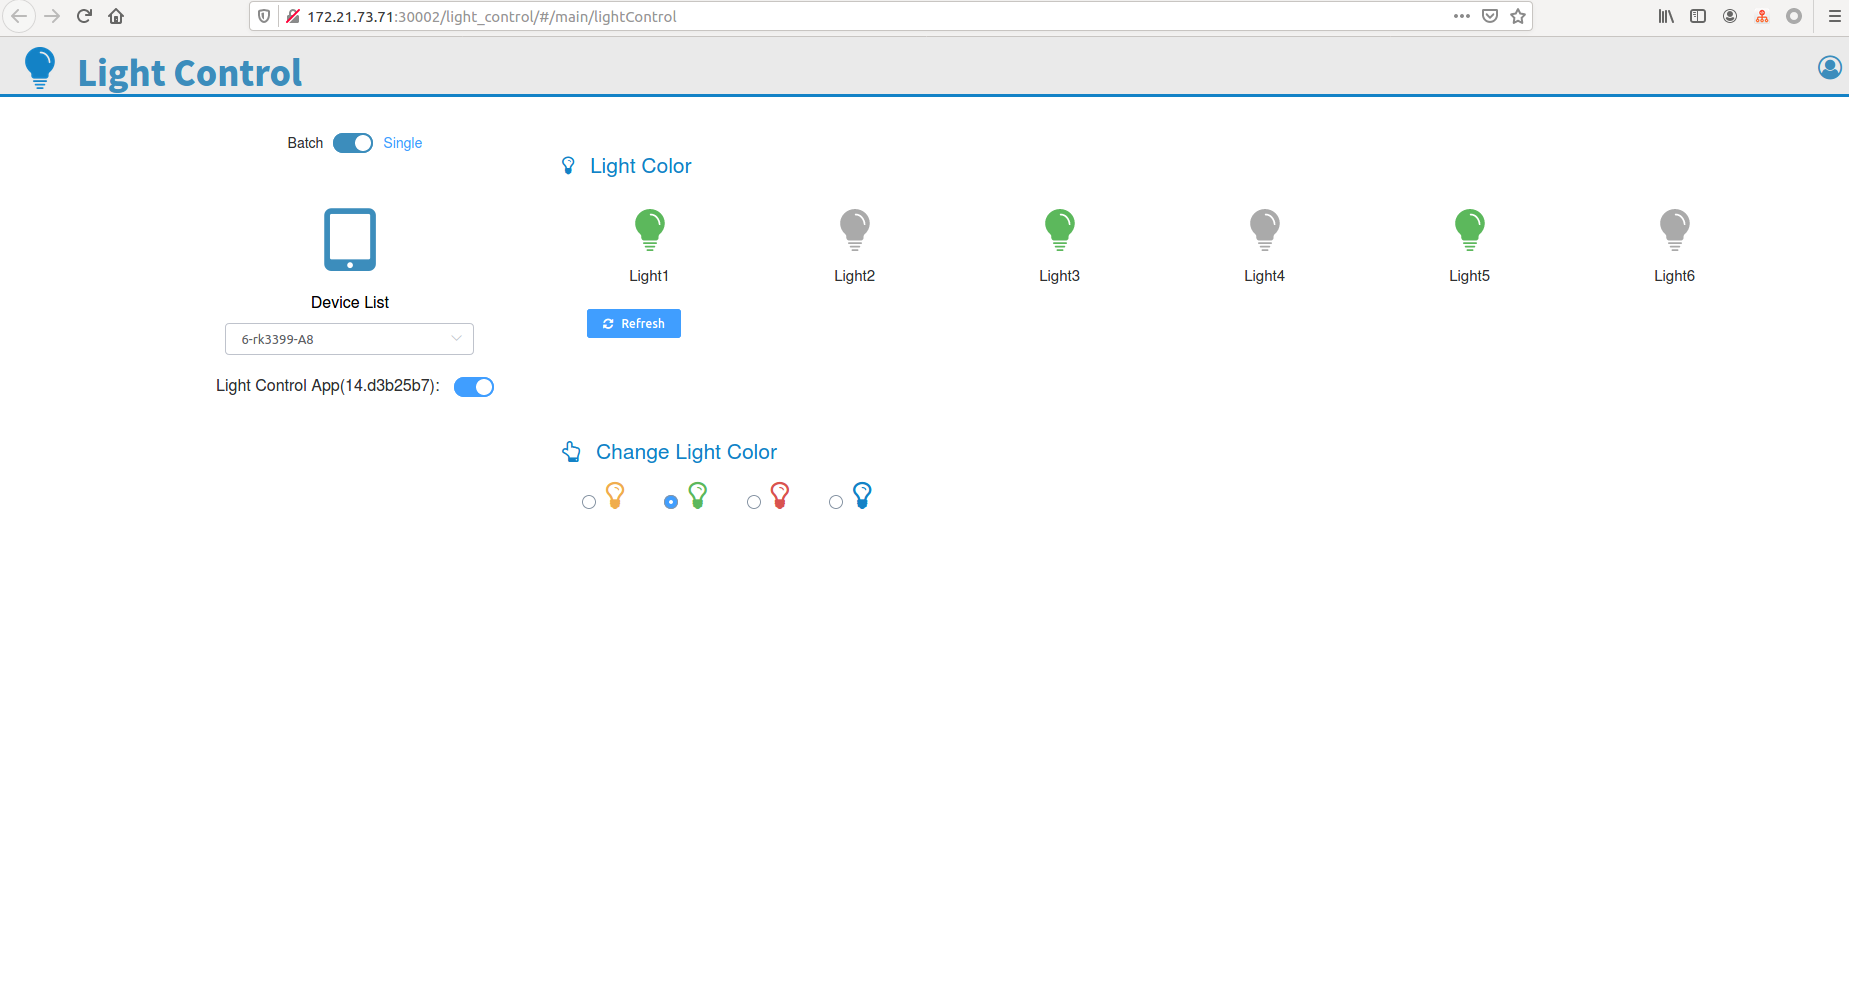 172.21.73.71:30002/light_control/#/main/lightControl
Light Control
Batch Single
Light Color
Light1 Light2 Light3 Light4 Light5 Light6
Device List
Refresh
6-rk3399-A8
Light Control App(14.d3b25b7):
Change Light Color